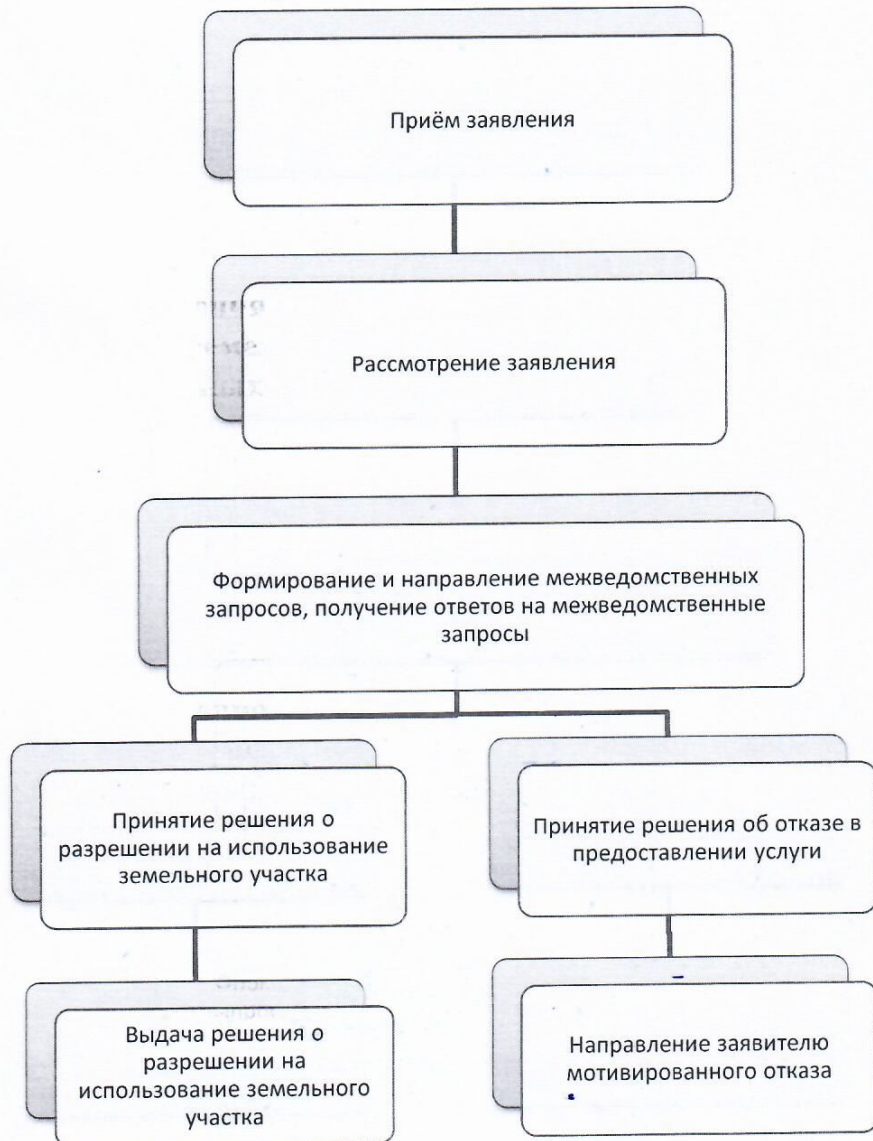 Приём заявления
Рассмотрение заявления
Формирование и направление межведомственных
запросов, получение ответов на межведомственные
запросы
Принятие решения о
разрешении на использование
земельного участка
Принятие решения об отказе в
предоставлении услуги
Выдача решения о
разрешении на
использование земельного
участка
Направление заявителю
мотивированного отказа